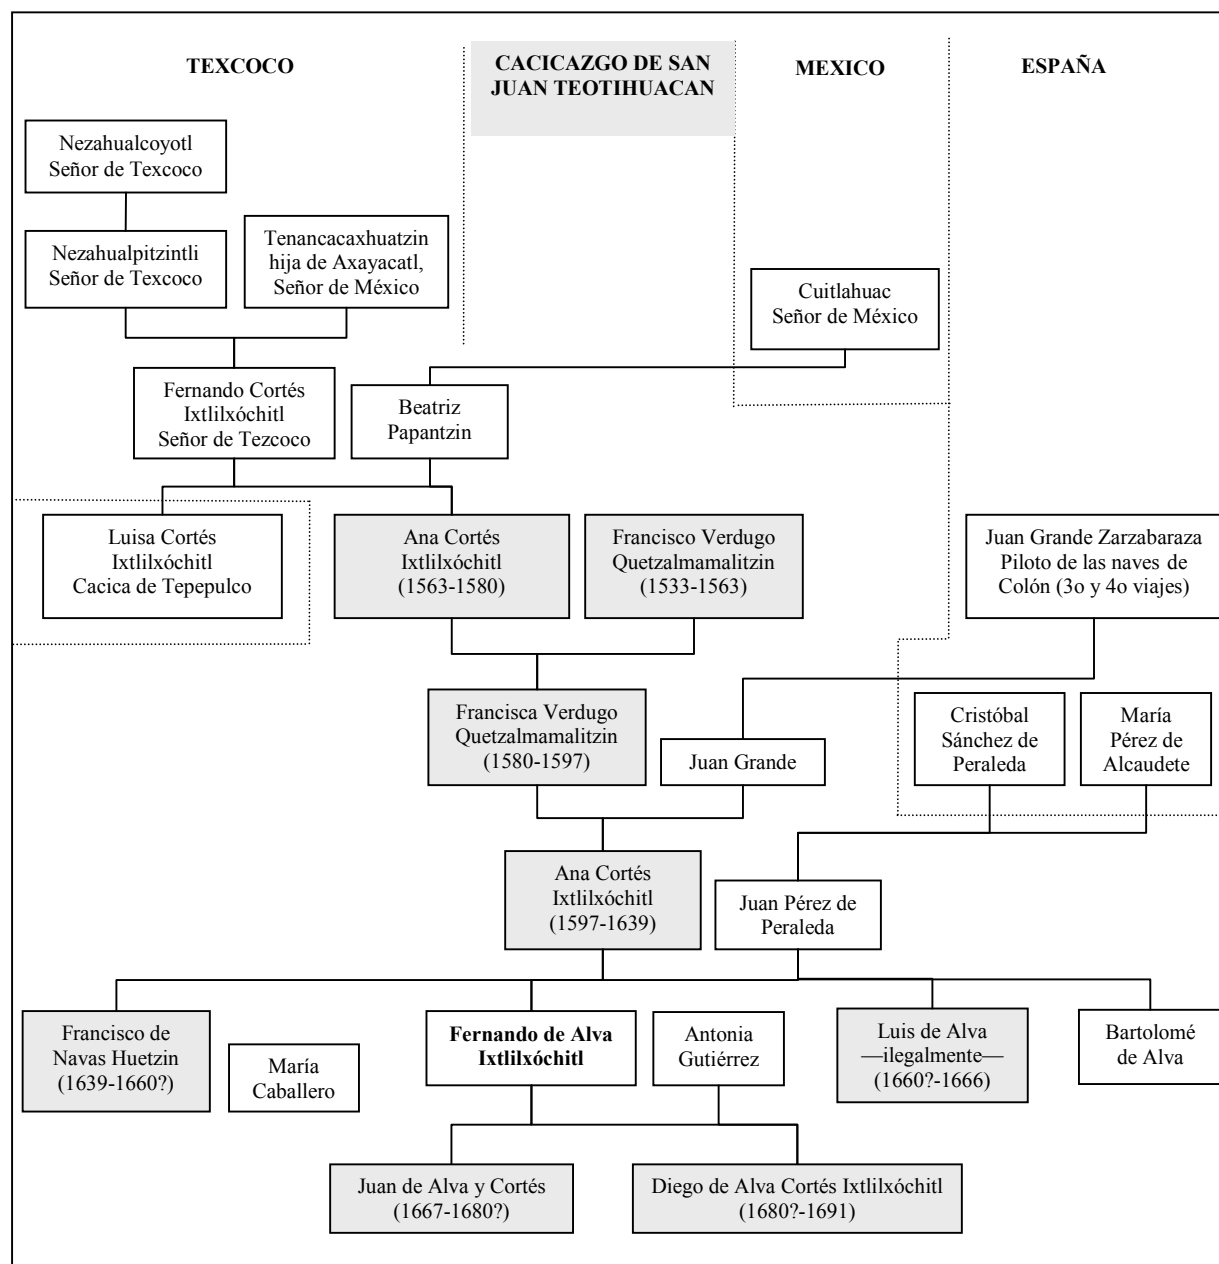 TEXCOCO
CACICAZGO DE SAN
JUAN TEOTIHUACAN
MEXICO
ESPAÑA
Nezahualcoyotl
Señor de Texcoco
Nezahualpitzintli
Señor de Texcoco
Tenancacaxhuatzin
hija de Axayacatl,
Señor de México
Cuitlahuac
Señor de México
Fernando Cortés
Ixtlilxóchitl
Señor de Tezcoco
Beatriz
Papantzin
Luisa Cortés
Ixtlilxóchitl
Cacica de Tepepulco
Ana Cortés
Ixtlilxóchitl
(1563-1580)
Francisco Verdugo
Quetzalmamalitzin
(1533-1563)
Juan Grande Zarzabaraza
Piloto de las naves de
Colón (3o y 4o viajes)
Francisca Verdugo
Quetzalmamalitzin
(1580-1597)
Juan Grande
Cristóbal
Sánchez de
Peraleda
María
Pérez de
Alcaudete
Ana Cortés
Ixtlilxóchitl
(1597-1639)
Juan Pérez de
Peraleda
Francisco de
Navas Huetzin
(1639-1660?)
María
Caballero
Fernando de Alva
Ixtlilxóchitl
Antonia
Gutiérrez
Luis de Alva
—ilegalmente—
(1660?-1666)
Bartolomé
de Alva
Juan de Alva y Cortés
(1667-1680?)
Diego de Alva Cortés Ixtlilxóchitl
(1680?-1691)